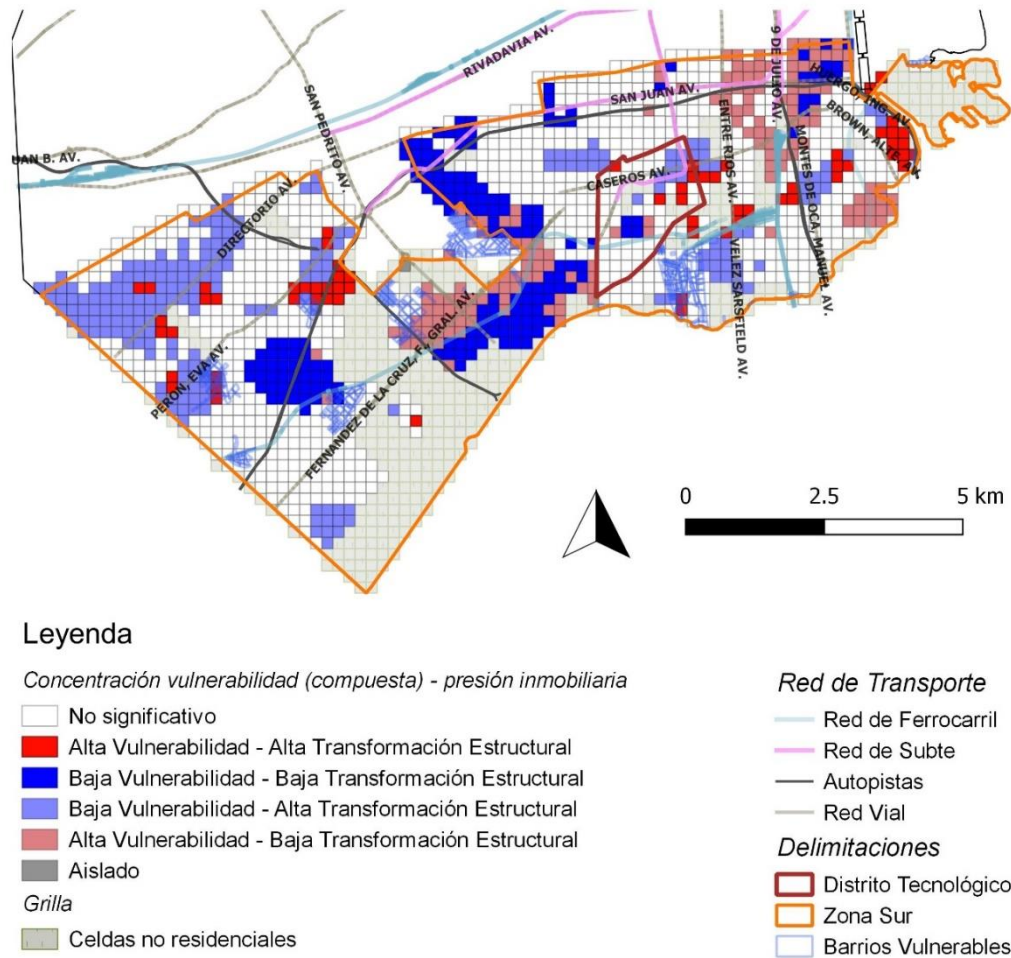 RIVADAVIA AV.
9 DE JULIO AV.
SAN PEDRITO AV.
SAN JUAN AV.
HUERGO, ING. AV.
ENTRE RIOS AV.
BROWN, ALTE. AV.
UAN B. AV.
MONTES DE OCA, MANUEL AV.
CASEROS AV.
DIRECTORIO AV.
VELEZ SARSFIELD AV.
PERON, EVA AV.
FERNANDEZ DE LA CRUZ, F., GRAL. AV.
0 2.5 5 km
Leyenda
Concentración vulnerabilidad (compuesta) - presión inmobiliaria
No significativo
Alta Vulnerabilidad - Alta Transformación Estructural
Baja Vulnerabilidad - Baja Transformación Estructural
Baja Vulnerabilidad - Alta Transformación Estructural
Alta Vulnerabilidad - Baja Transformación Estructural
Aislado
Grilla
Celdas no residenciales
Red de Transporte
Red de Ferrocarril
Red de Subte
Autopistas
Red Vial
Delimitaciones
Distrito Tecnológico
Zona Sur
Barrios Vulnerables